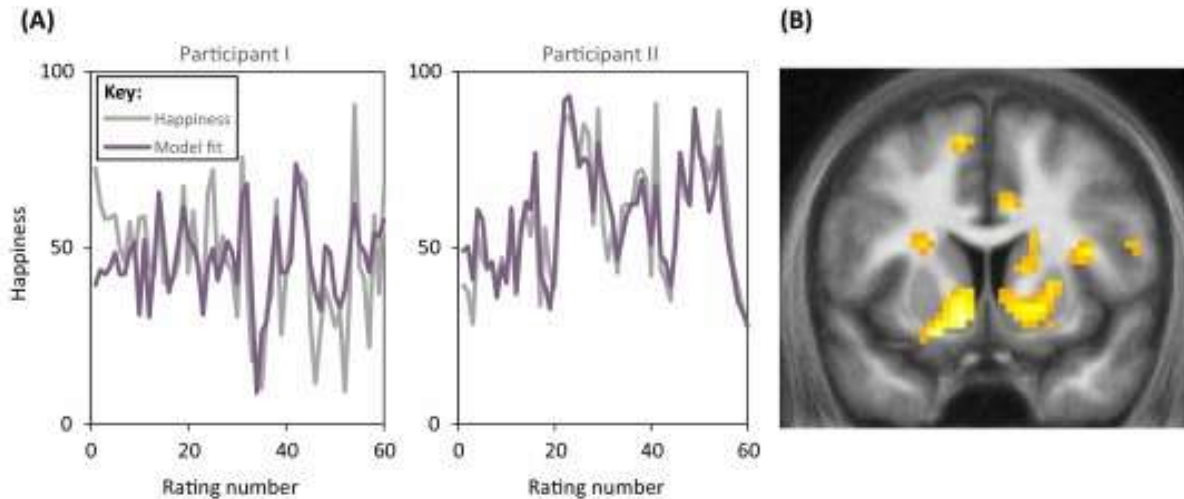 (A)
(B)
Participant I
Participant II
100
100
Key:
Happiness
Model fit
Happiness
50
50
0
0
0
20
40
60
0
20
40
60
Rating number
Rating number